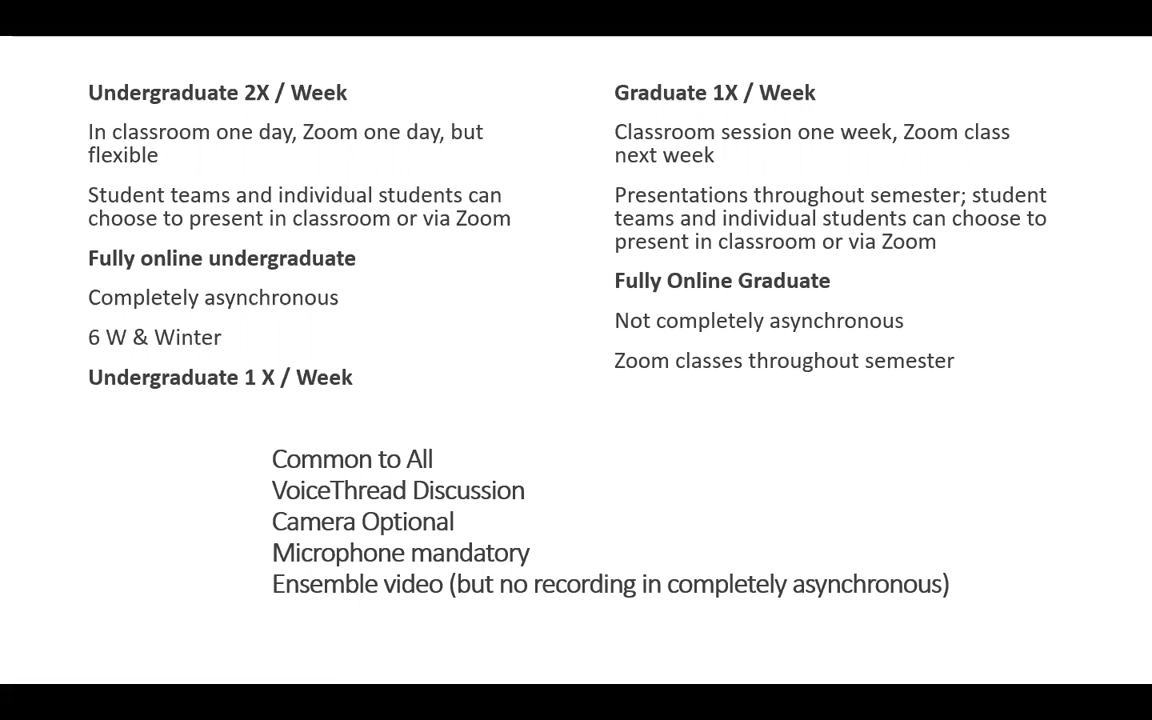 Undergraduate 2X / Week
In classroom one day, Zoom one day, but
flexible
Student teams and individual students can
choose to present in classroom or via Zoom
Fully online undergraduate
Completely asynchronous
6 W & Winter
Undergraduate 1 X / Week
Graduate 1X / Week
Classroom session one week, Zoom class
next week
Presentations throughout semester; student
teams and individual students can choose to
present in classroom or via Zoom
Fully Online Graduate
Not completely asynchronous
Zoom classes throughout semester
Common to All
VoiceThread Discussion
Camera Optional
Microphone mandatory
Ensemble video (but no recording in completely asynchronous)